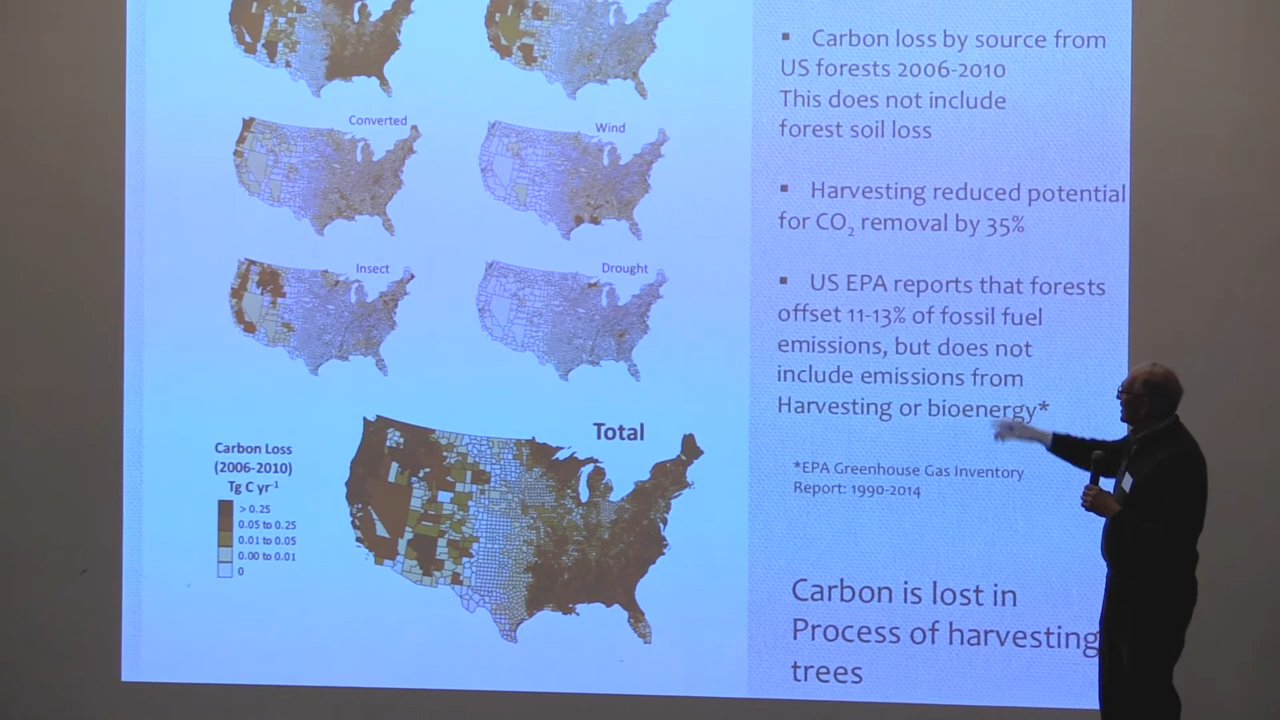 Converted
Wind
Insect
Drought
Total
Carbon Loss
(2006-2010)
Tg C yr-1
> 0.25
0.05 to 0.25
0.01 to 0.05
0.00 to 0.01
0
▪ Carbon loss by source from
US forests 2006-2010
This does not include
forest soil loss
▪ Harvesting reduced potential
for CO2 removal by 35%
▪ US EPA reports that forests
offset 11-13% of fossil fuel
emissions, but does not
include emissions from
Harvesting or bioenergy*
*EPA Greenhouse Gas Inventory
Report: 1990-2014
Carbon is lost in
Process of harvesting
trees